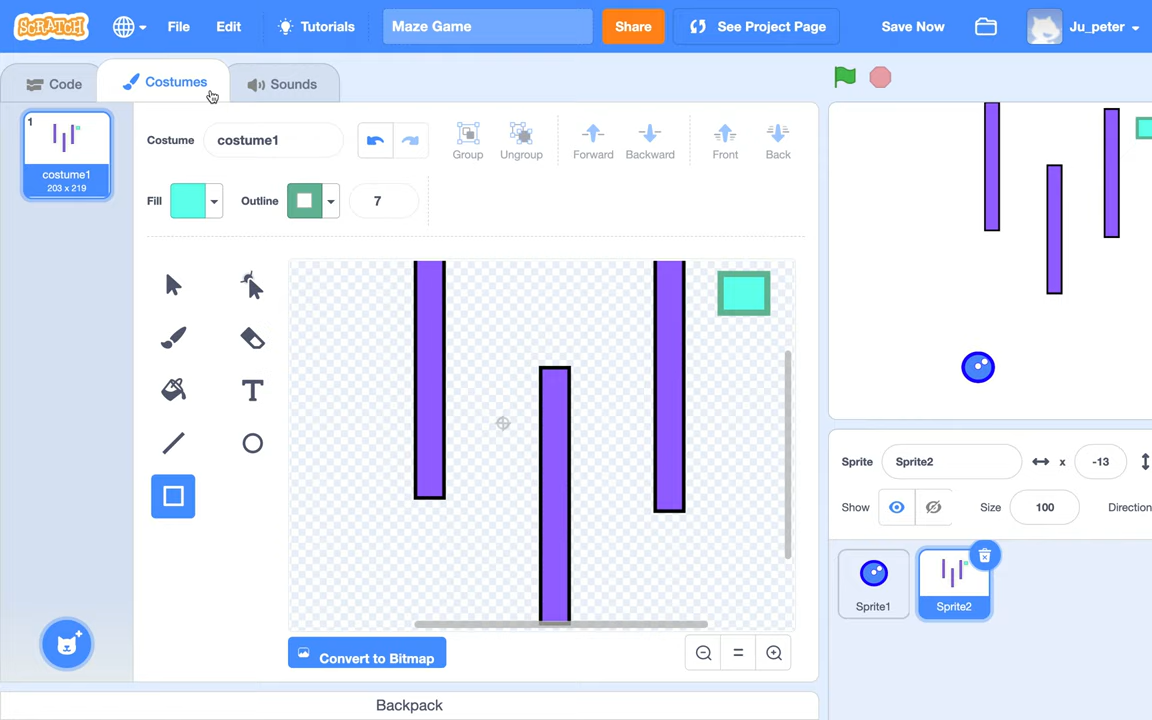 SCRATCH File Edit Tutorials Maze Game Share See Project Page Save Now Ju_peter
Code Costumes Sounds
1
costume1
203 x 219
Costume costume1 Group Ungroup Forward Backward Front Back
Fill Outline 7
Convert to Bitmap
Backpack
Sprite Sprite2 x -13
Show Size 100 Direction
Sprite1 Sprite2